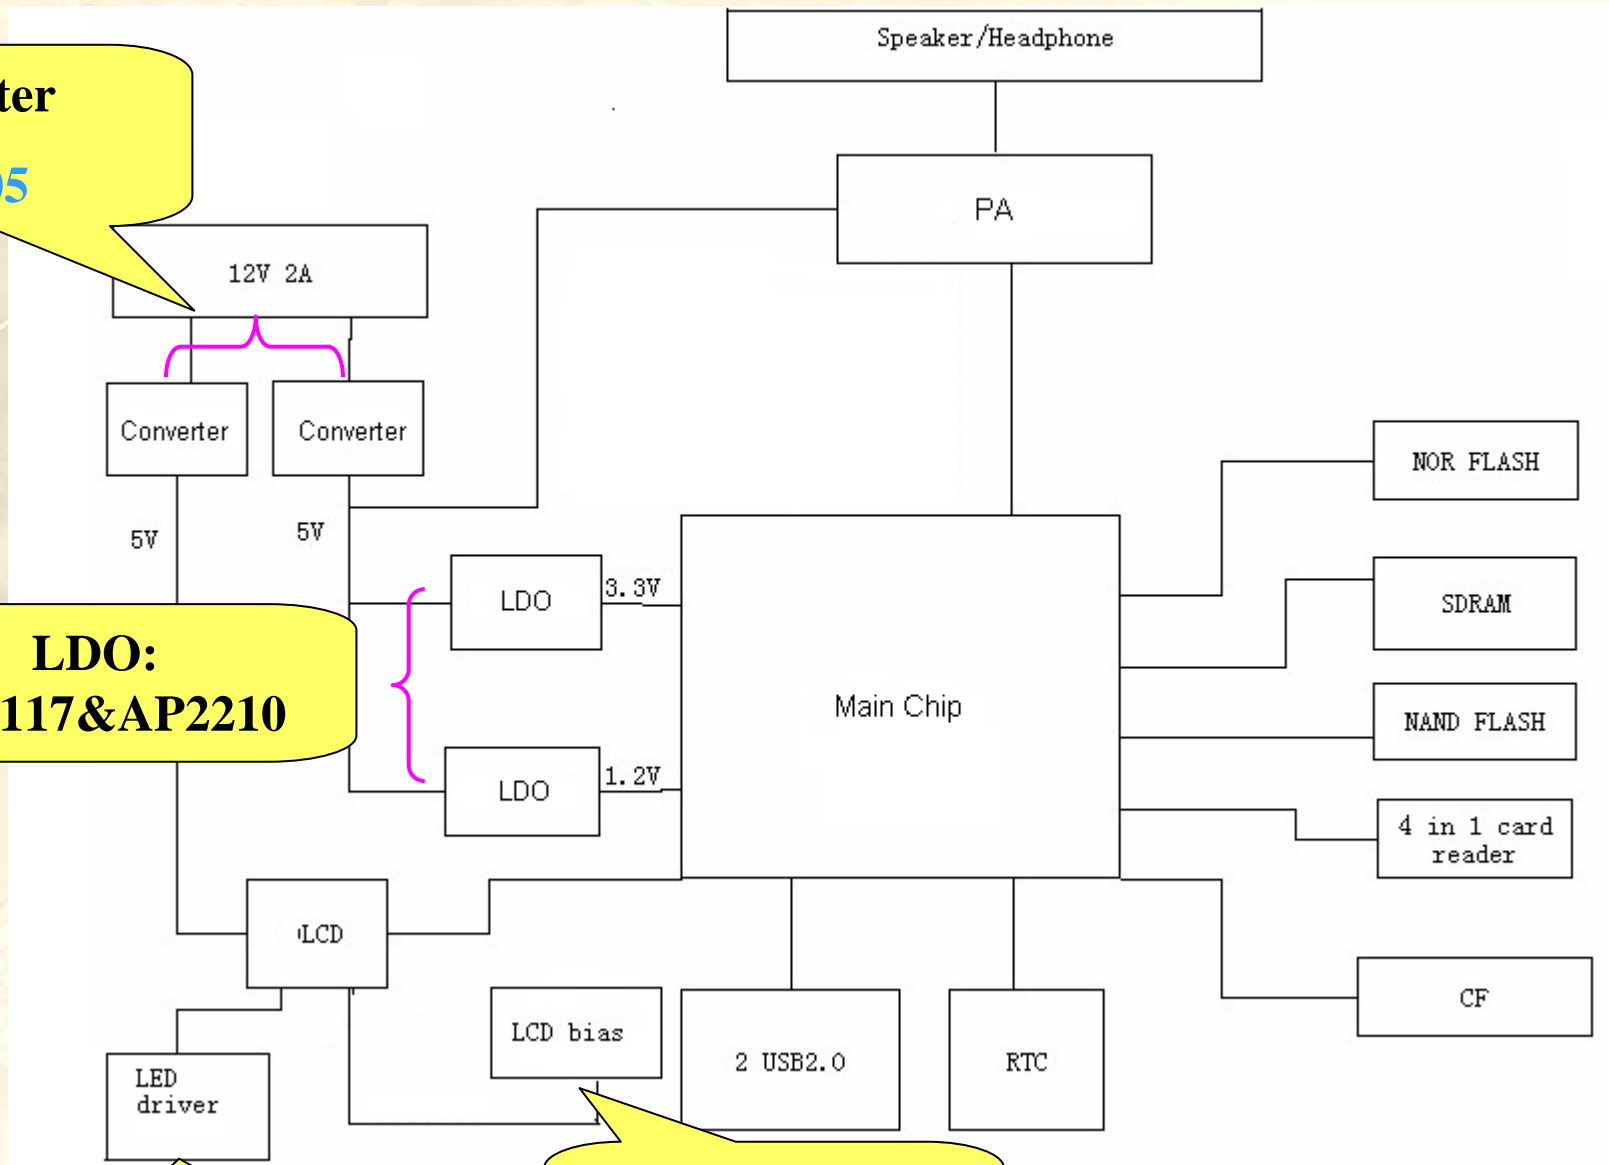 Speaker/Headphone
PA
12V 2A
Converter
Converter
5V
5V
LDO
3.3V
LDO:
117&AP2210
LDO
1.2V
Main Chip
NOR FLASH
SDRAM
NAND FLASH
4 in 1 card
reader
CF
LCD
LCD bias
2 USB2.0
RTC
LED
driver